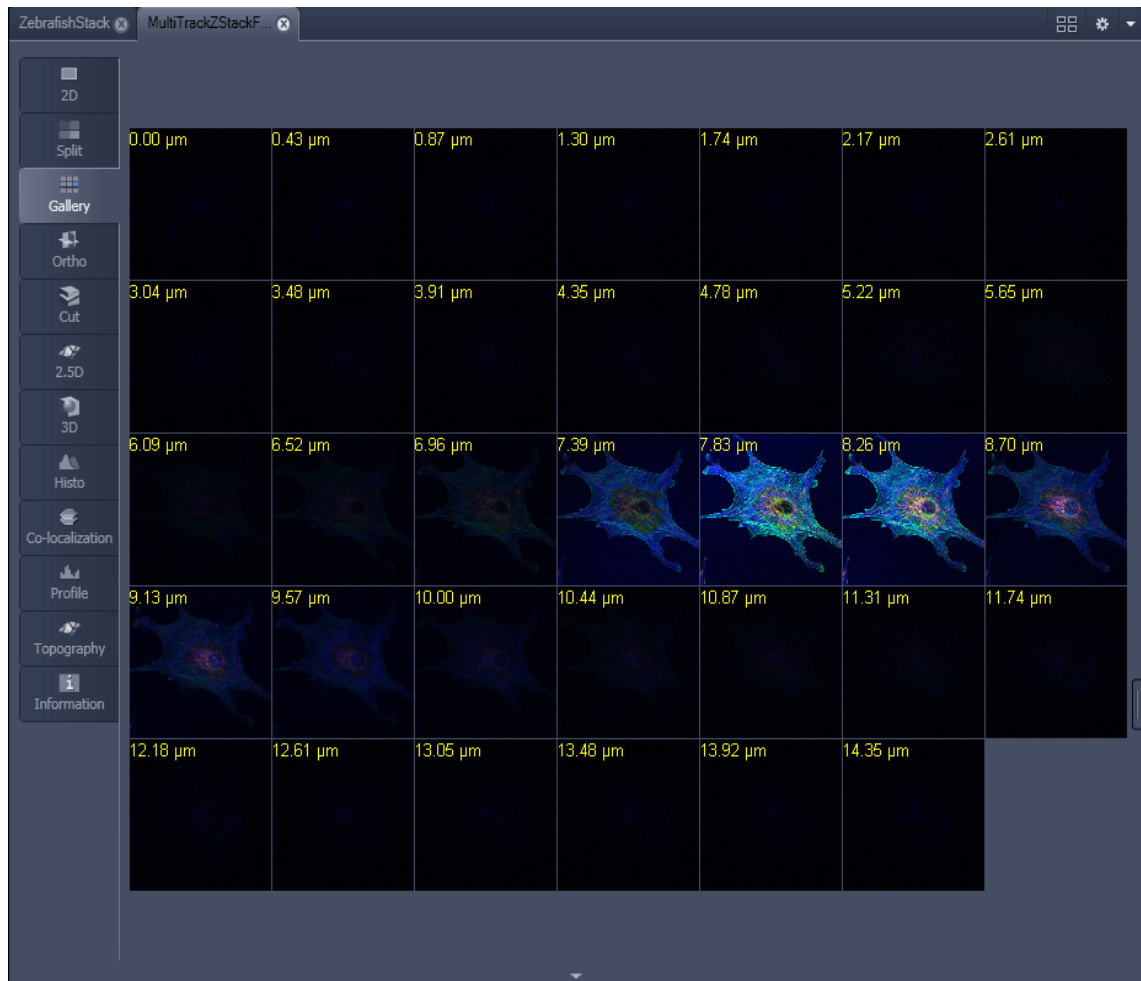 ZebrafishStack
MultiTrackZStackF...
2D
Split
Gallery
Ortho
Cut
2.5D
3D
Histo
Co-localization
Profile
Topography
Information
0.00 µm 0.43 µm 0.87 µm 1.30 µm 1.74 µm 2.17 µm 2.61 µm
3.04 µm 3.48 µm 3.91 µm 4.35 µm 4.78 µm 5.22 µm 5.65 µm
6.09 µm 6.52 µm 6.96 µm 7.39 µm 7.83 µm 8.26 µm 8.70 µm
9.13 µm 9.57 µm 10.00 µm 10.44 µm 10.87 µm 11.31 µm 11.74 µm
12.18 µm 12.61 µm 13.05 µm 13.48 µm 13.92 µm 14.35 µm